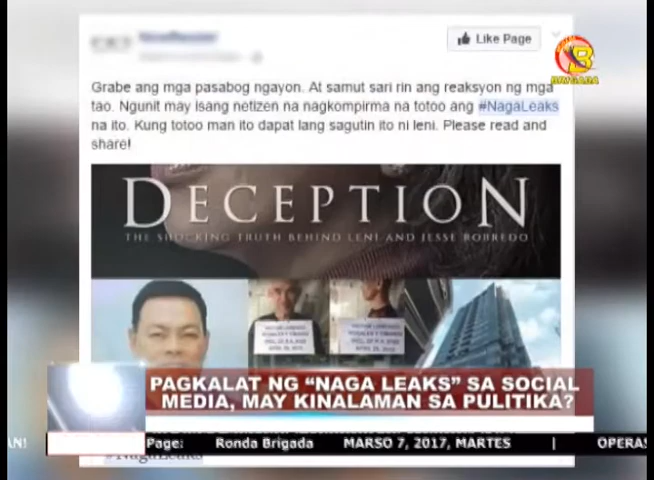 Like Page
BRIGADA
Grabe ang mga pasabog ngayon. At samut sari rin ang reaksyon ng mga
tao. Ngunit may isang netizen na nagkompirma na totoo ang #NagaLeaks
na ito. Kung totoo man ito dapat lang sagutin ito ni leni. Please read and
share!
DECEPTION
THE SHOCKING TRUTH BEHIND LENI AND JESSE ROBREDO
PAGKALAT NG "NAGA LEAKS" SA SOCIAL
MEDIA, MAY KINALAMAN SA PULITIKA?
AN! Page: Ronda Brigada MARSO 7, 2017, MARTES | OPERAS
#NagaLeaks